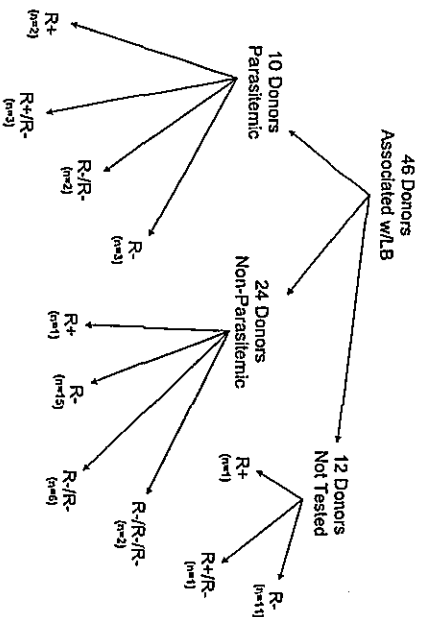 46 Donors
Associated w/LB
10 Donors
Parasitemic
R+
(n=2)
R+/R-
(n=3)
R-/R-
(n=2)
R-
(n=3)
24 Donors
Non-Parasitemic
R+
(n=1)
R-
(n=15)
R-/R-
(n=6)
R-/R-/R-
(n=2)
12 Donors
Not Tested
R+
(n=1)
R+/R-
(n=1)
R-
(n=11)